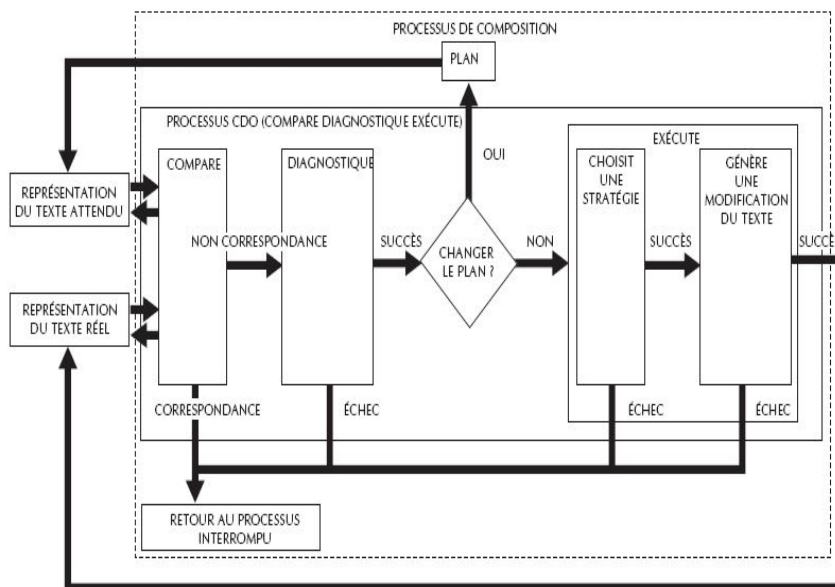 PROCESSUS DE COMPOSITION
PLAN
PROCESSUS CDO (COMPARE DIAGNOSTIQUE EXÉCUTE)
EXÉCUTE
COMPARE
DIAGNOSTIQUE
OUI
CHOISIT
UNE
STRATÉGIE
GÉNÈRE
UNE
MODIFICATION
DU TEXTE
REPRÉSENTATION
DU TEXTE ATTENDU
NON CORRESPONDANCE
SUCCÈS
CHANGER
LE PLAN ?
NON
SUCCÈS
SUCCÈ
REPRÉSENTATION
DU TEXTE RÉEL
CORRESPONDANCE
ÉCHEC
ÉCHEC
ÉCHEC
RETOUR AU PROCESSUS
INTERROMPU